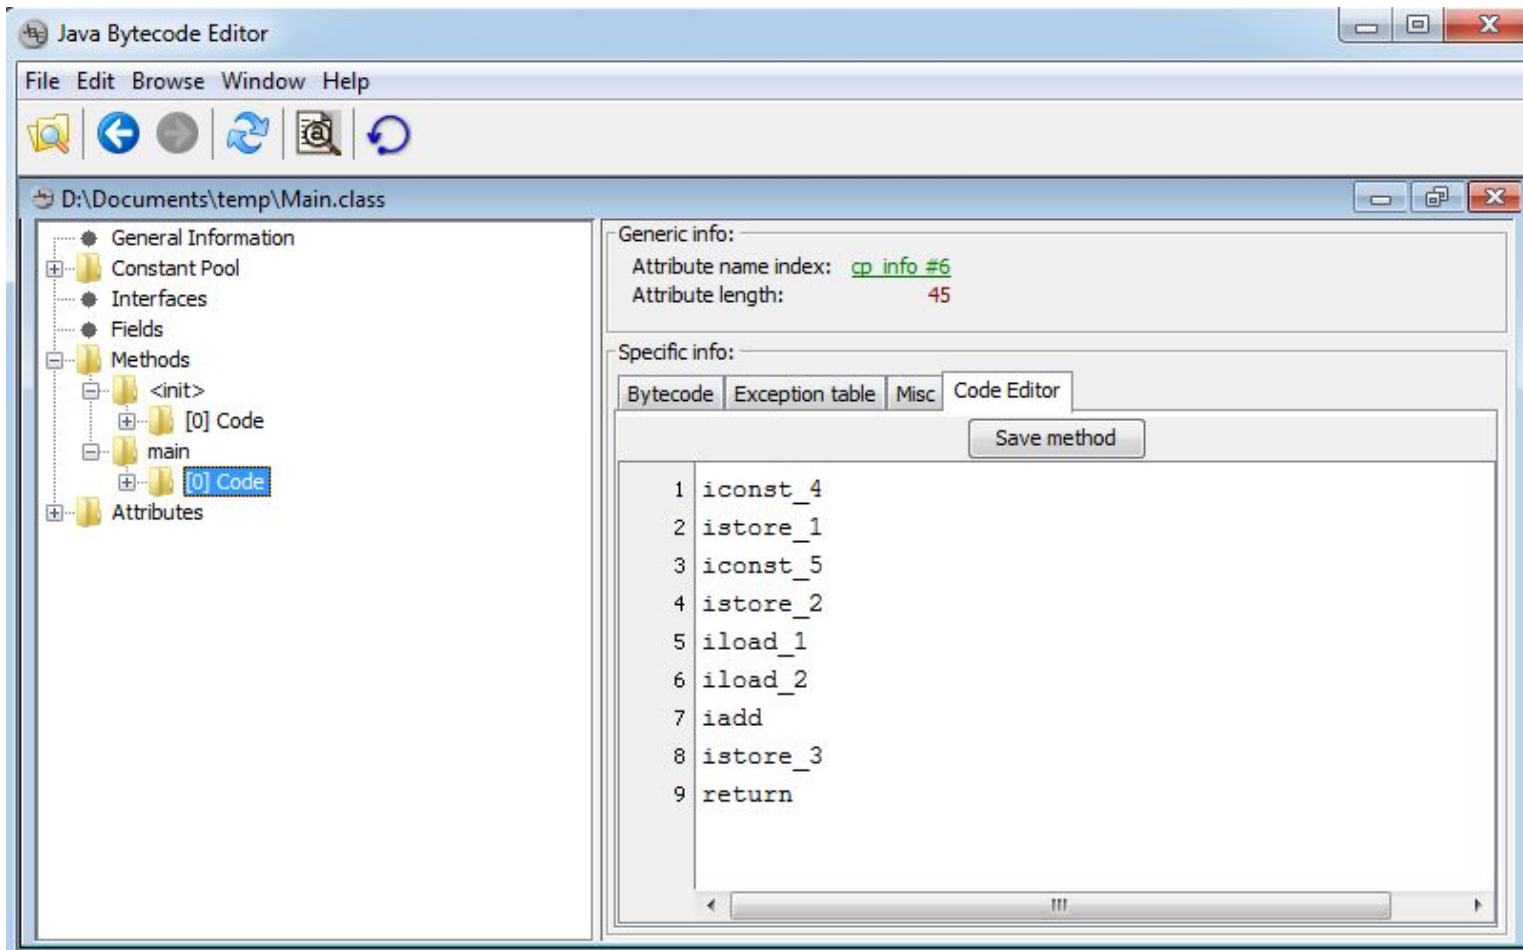 Java Bytecode Editor
File Edit Browse Window Help
D:\Documents\temp\Main.class
General Information
Constant Pool
Interfaces
Fields
Methods
<init>
[0] Code
main
[0] Code
Attributes
Generic info:
Attribute name index: cp_info #6
Attribute length: 45
Specific info:
Bytecode Exception table Misc Code Editor
Save method
1 iconst_4
2 istore_1
3 iconst_5
4 istore_2
5 iload_1
6 iload_2
7 iadd
8 istore_3
9 return